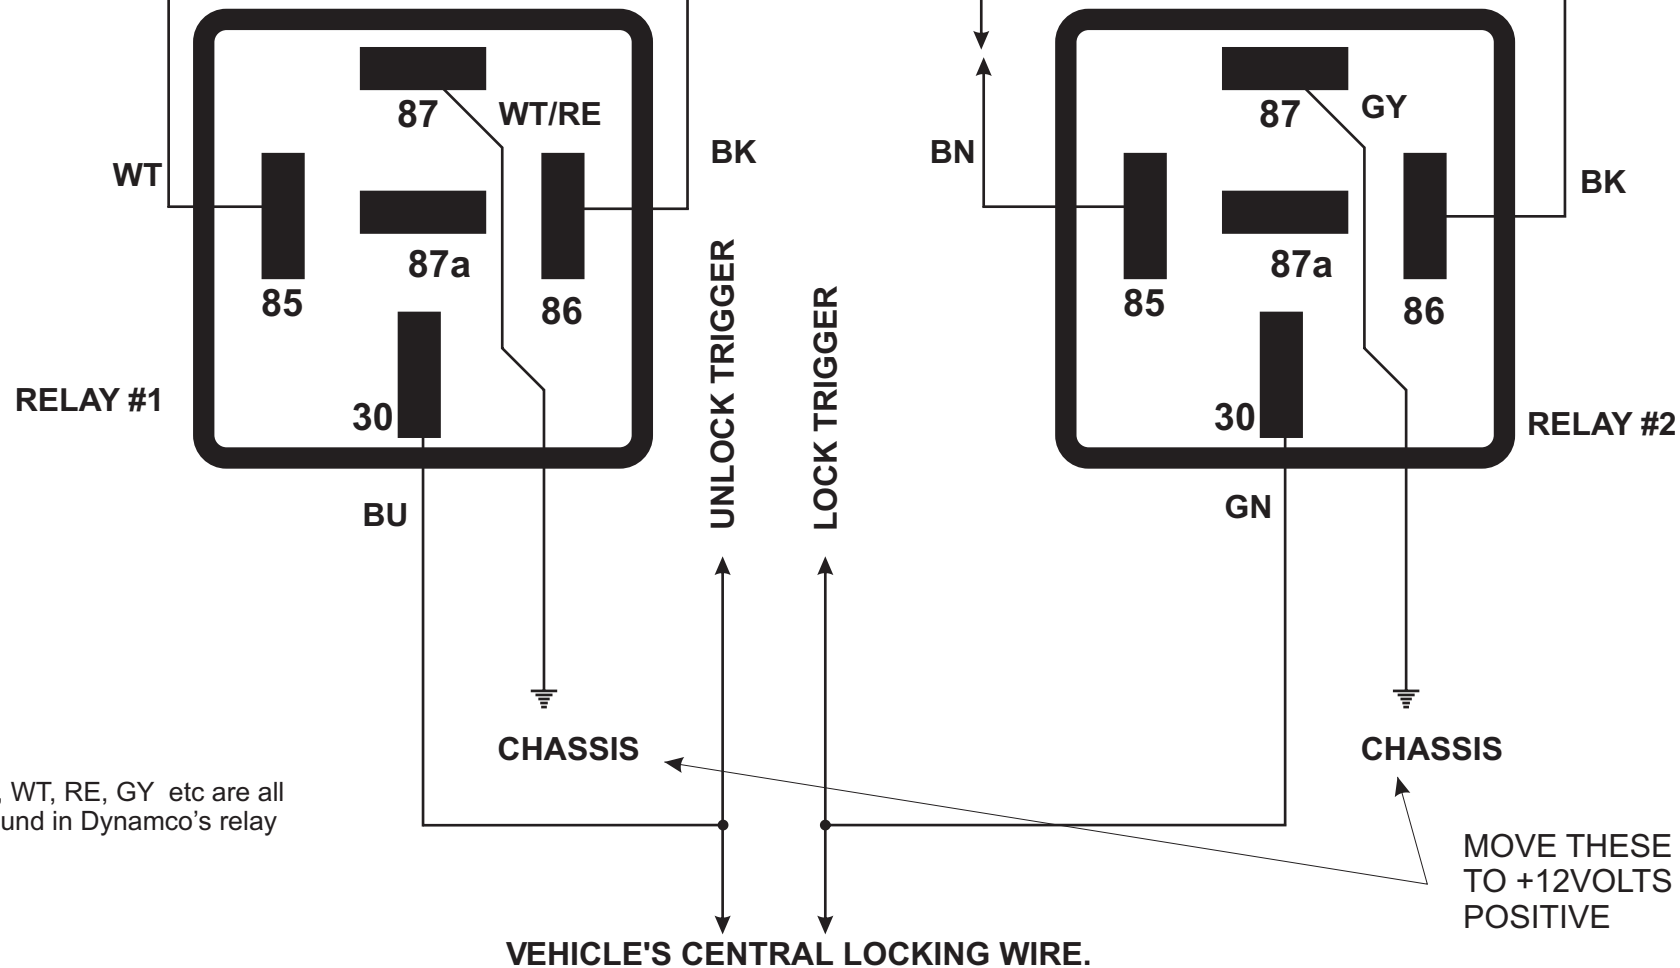 87
WT/RE
WT
BK
87a
85
86
30
RELAY #1
BU
CHASSIS
UNLOCK TRIGGER
LOCK TRIGGER
87
GY
BN
BK
87a
85
86
30
RELAY #2
GN
CHASSIS
, WT, RE, GY etc are all
und in Dynamco's relay
MOVE THESE
TO +12VOLTS
POSITIVE
VEHICLE'S CENTRAL LOCKING WIRE.